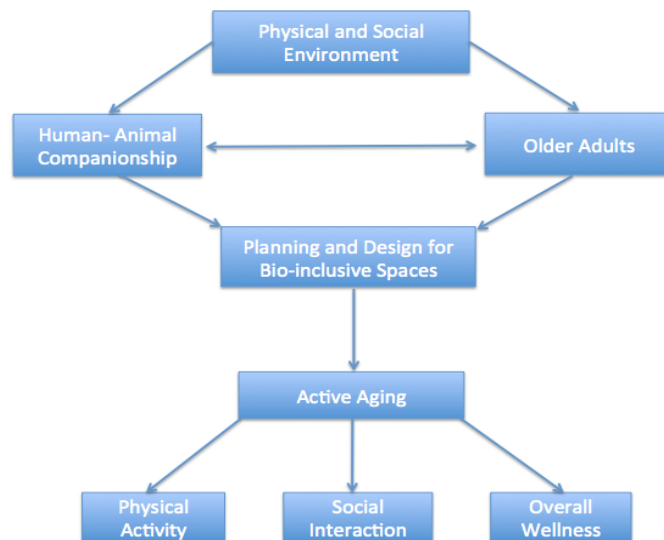 Physical and Social
Environment
Human- Animal
Companionship
Older Adults
Planning and Design for
Bio-inclusive Spaces
Active Aging
Physical
Activity
Social
Interaction
Overall
Wellness